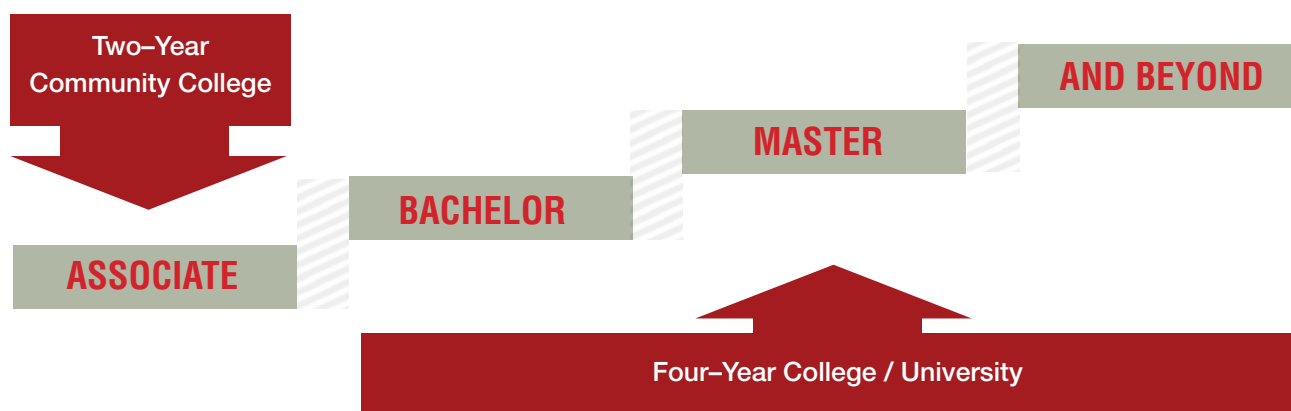 Two–Year
Community College
AND BEYOND
MASTER
BACHELOR
ASSOCIATE
Four–Year College / University